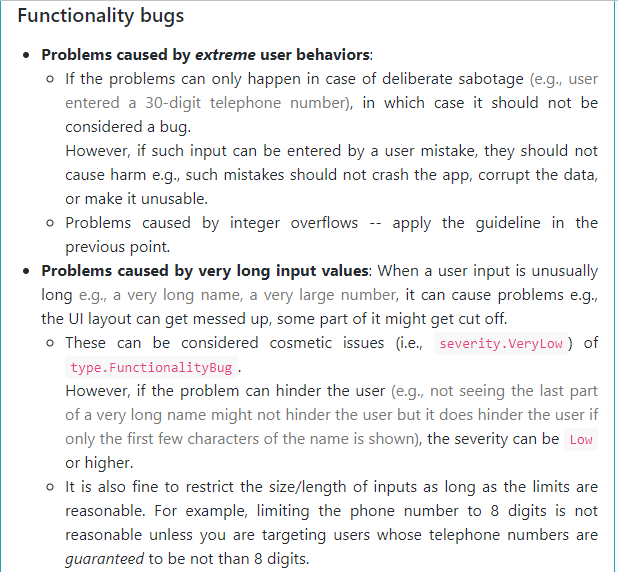 Functionality bugs
• Problems caused by extreme user behaviors:
○ If the problems can only happen in case of deliberate sabotage (e.g., user
entered a 30-digit telephone number), in which case it should not be
considered a bug.
However, if such input can be entered by a user mistake, they should not
cause harm e.g., such mistakes should not crash the app, corrupt the data,
or make it unusable.
○ Problems caused by integer overflows -- apply the guideline in the
previous point.
• Problems caused by very long input values: When a user input is unusually
long e.g., a very long name, a very large number, it can cause problems e.g.,
the UI layout can get messed up, some part of it might get cut off.
○ These can be considered cosmetic issues (i.e., severity.VeryLow ) of
type.FunctionalityBug .
However, if the problem can hinder the user (e.g., not seeing the last part
of a very long name might not hinder the user but it does hinder the user if
only the first few characters of the name is shown), the severity can be Low
or higher.
○ It is also fine to restrict the size/length of inputs as long as the limits are
reasonable. For example, limiting the phone number to 8 digits is not
reasonable unless you are targeting users whose telephone numbers are
guaranteed to be not than 8 digits.